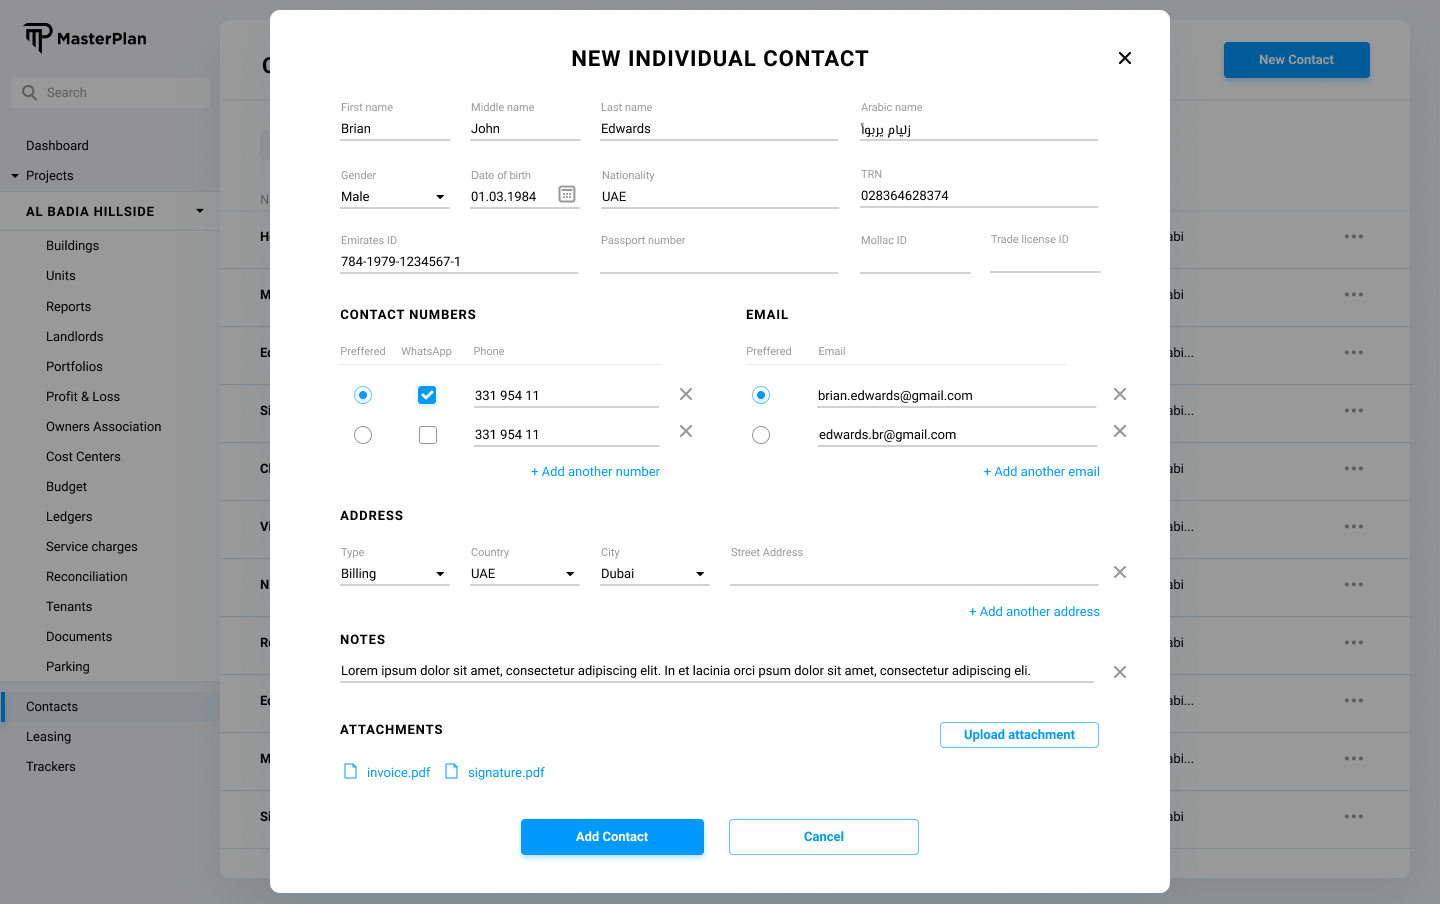 MasterPlan
Search
Dashboard
Projects
AL BADIA HILLSIDE
Buildings
Units
Reports
Landlords
Portfolios
Profit & Loss
Owners Association
Cost Centers
Budget
Ledgers
Service charges
Reconciliation
Tenants
Documents
Parking
Contacts
Leasing
Trackers
New Contact
NEW INDIVIDUAL CONTACT
First name Middle name Last name Arabic name
Brian John Edwards زليام يربوأ
Gender Date of birth Nationality TRN
Male 01.03.1984 UAE 028364628374
Emirates ID Passport number Mollac ID Trade license ID
784-1979-1234567-1
CONTACT NUMBERS
Preffered WhatsApp Phone
331 954 11
331 954 11
+ Add another number
EMAIL
Preffered Email
brian.edwards@gmail.com
edwards.br@gmail.com
+ Add another email
ADDRESS
Type Country City Street Address
Billing UAE Dubai
+ Add another address
NOTES
Lorem ipsum dolor sit amet, consectetur adipiscing elit. In et lacinia orci psum dolor sit amet, consectetur adipiscing eli.
ATTACHMENTS
Upload attachment
invoice.pdf signature.pdf
Add Contact Cancel